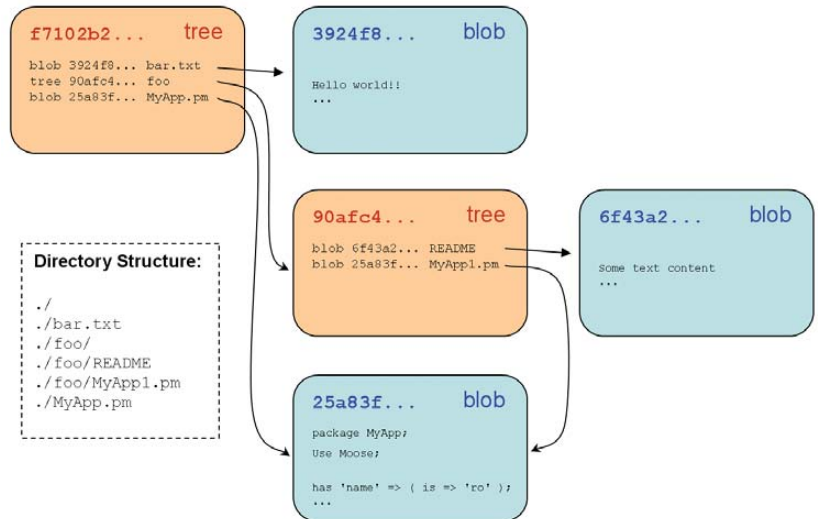 f7102b2... tree
blob 3924f8... bar.txt
tree 90afc4... foo
blob 25a83f... MyApp.pm
3924f8... blob
Hello world!!
...
90afc4... tree
blob 6f43a2... README
blob 25a83f... MyApp1.pm
6f43a2... blob
Some text content
...
Directory Structure:
./
./bar.txt
./foo/
./foo/README
./foo/MyApp1.pm
./MyApp.pm
25a83f... blob
package MyApp;
Use Moose;
has 'name' => ( is => 'ro' );
...